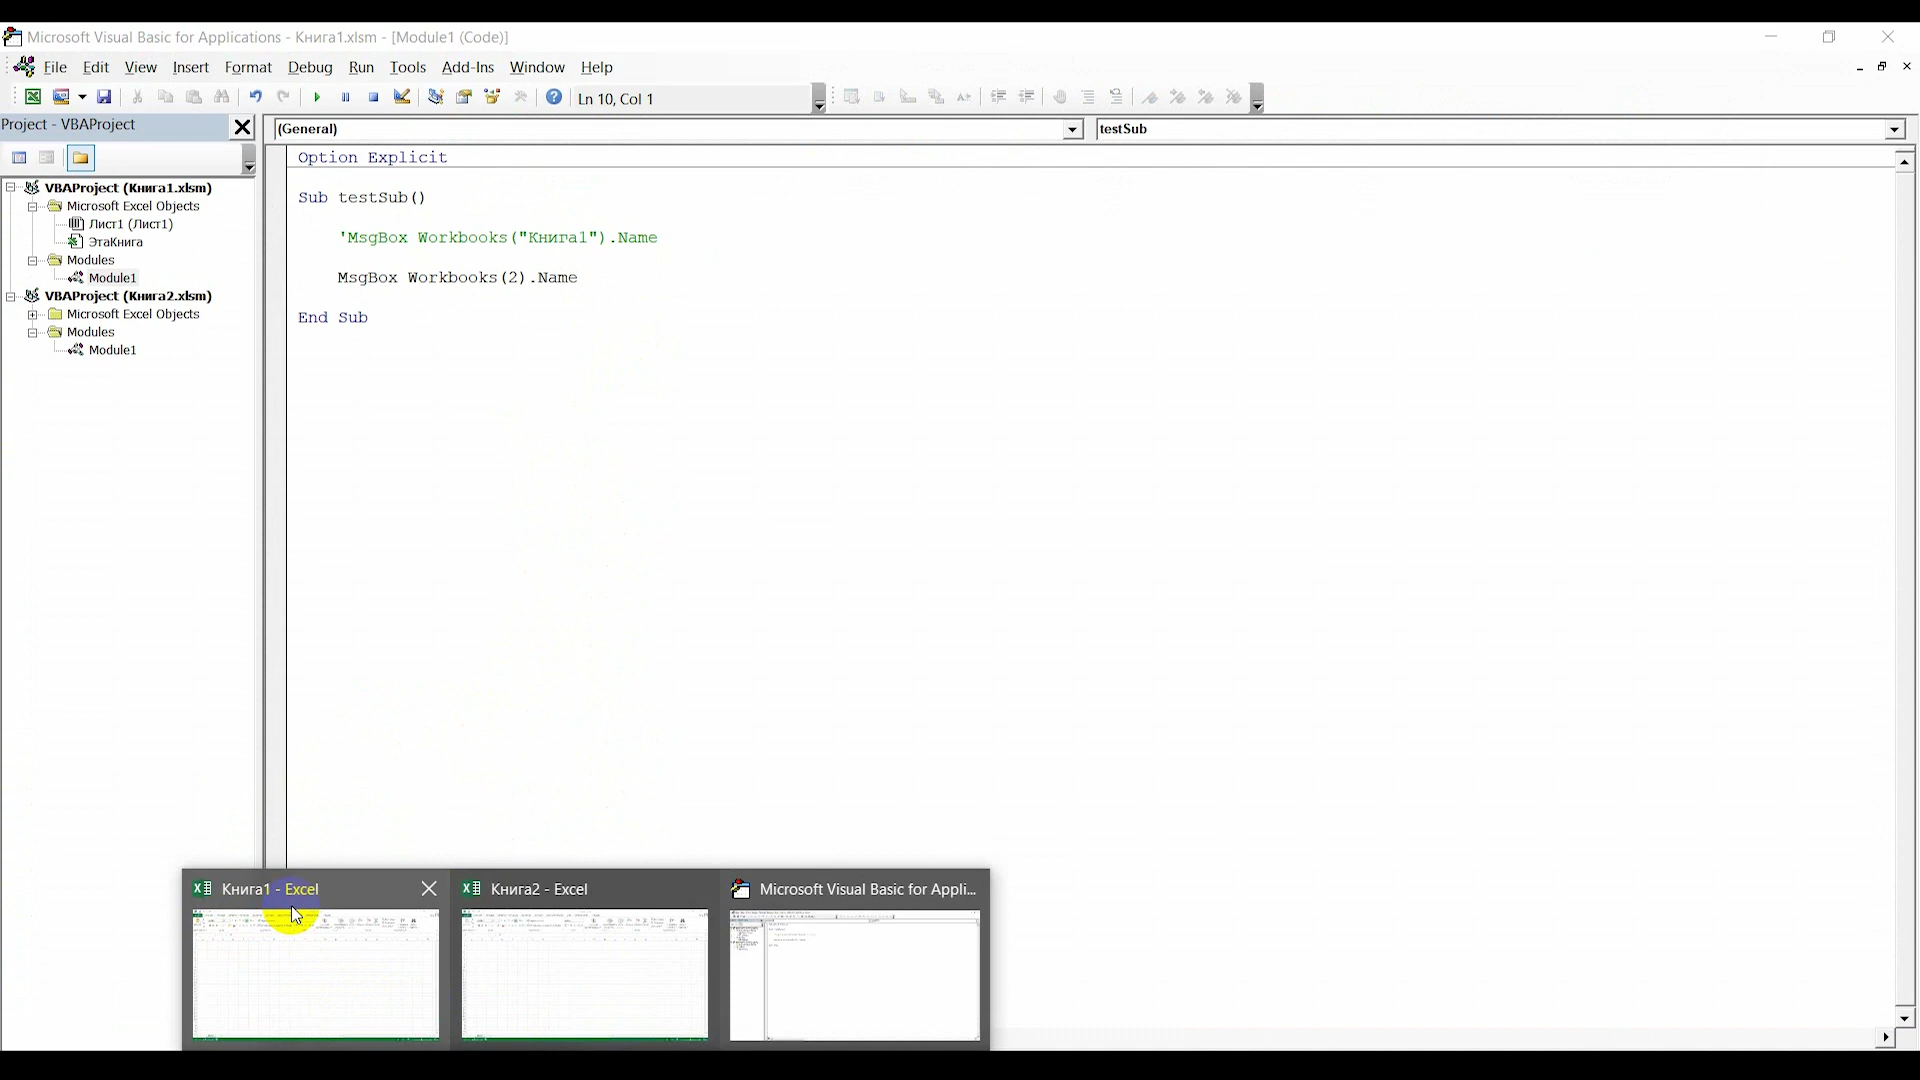 Microsoft Visual Basic for Applications - Книга1.xlsm - [Module1 (Code)]
File Edit View Insert Format Debug Run Tools Add-Ins Window Help
Ln 10, Col 1
Project - VBAProject
(General)
testSub
VBAProject (Книга1.xlsm)
Microsoft Excel Objects
Лист1 (Лист1)
ЭтаКнига
Modules
Module1
VBAProject (Книга2.xlsm)
Microsoft Excel Objects
Modules
Module1
Option Explicit
Sub testSub()
'MsgBox Workbooks("Книга1").Name
MsgBox Workbooks(2).Name
End Sub
Книга1 - Excel
Книга2 - Excel
Microsoft Visual Basic for Appli...